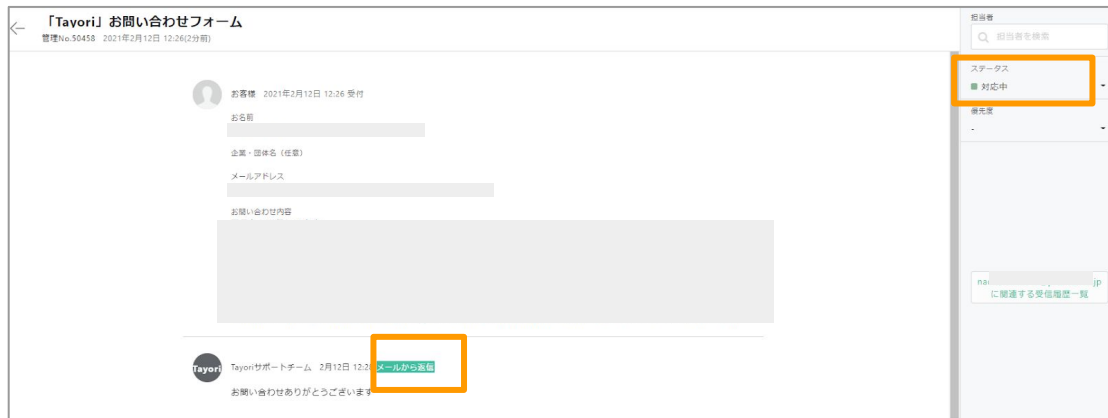 ←
「Tayori」お問い合わせフォーム
管理No.50458 2021年2月12日 12:26(2分前)
お客様 2021年2月12日 12:26 受付
お名前
企業・団体名（任意）
メールアドレス
お問い合わせ内容
Tayori
Tayoriサポートチーム 2月12日 12:2
メールから返信
お問い合わせありがとうございます
担当者
担当者を検索
ステータス
対応中
優先度
-
jp
に関連する受信履歴一覧